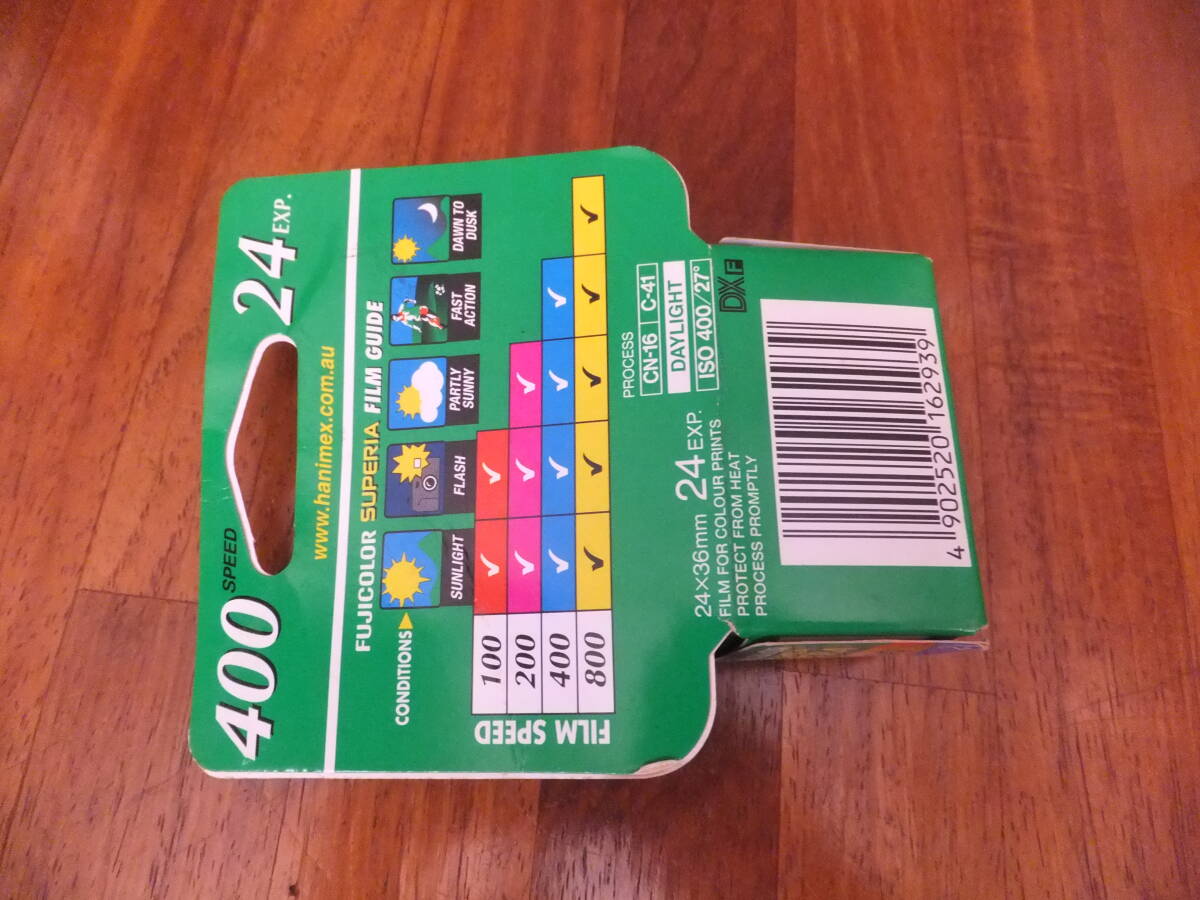 400 SPEED 24 EXP.
www.hanimex.com.au
FUJICOLOR SUPERIA FILM GUIDE
CONDITIONS
SUNLIGHT
FLASH
PARTLY
SUNNY
FAST
ACTION
DAWN TO
DUSK
FILM SPEED
100
200
400
800
PROCESS
CN-16 C-41
DAYLIGHT
ISO 400/27°
DX F
24×36mm 24 EXP.
FILM FOR COLOUR PRINTS
PROTECT FROM HEAT
PROCESS PROMPTLY
4 902520 162939